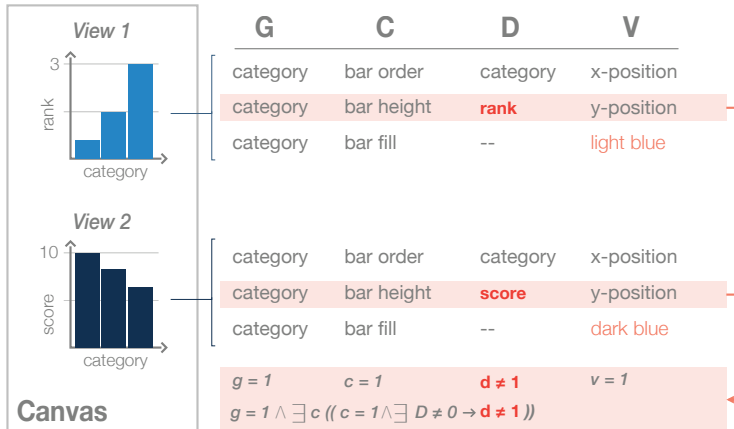 View 1
3
rank
category
G C D V
category bar order category x-position
category bar height rank y-position
category bar fill -- light blue
View 2
10
score
category
category bar order category x-position
category bar height score y-position
category bar fill -- dark blue
g = 1 c = 1 d ≠ 1 v = 1
g = 1 ∧ ∃ c (( c = 1 ∧ ∃ D ≠ 0 → d ≠ 1 ))
Canvas